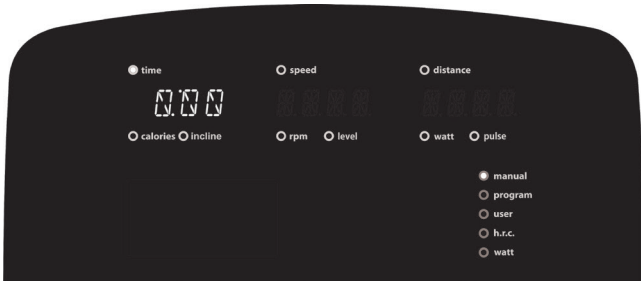 time speed distance
0:00
calories incline rpm level watt pulse
manual
program
user
h.r.c.
watt